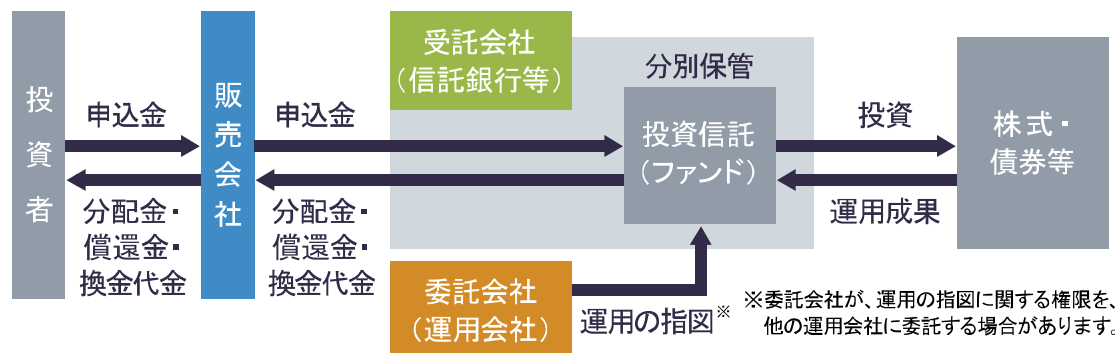 投資者
申込金
分配金・
償還金・
換金代金
販売会社
申込金
分配金・
償還金・
換金代金
受託会社
（信託銀行等）
分別保管
投資信託
（ファンド）
委託会社
（運用会社）
運用の指図※
投資
運用成果
株式・
債券等
※委託会社が、運用の指図に関する権限を、
他の運用会社に委託する場合があります。